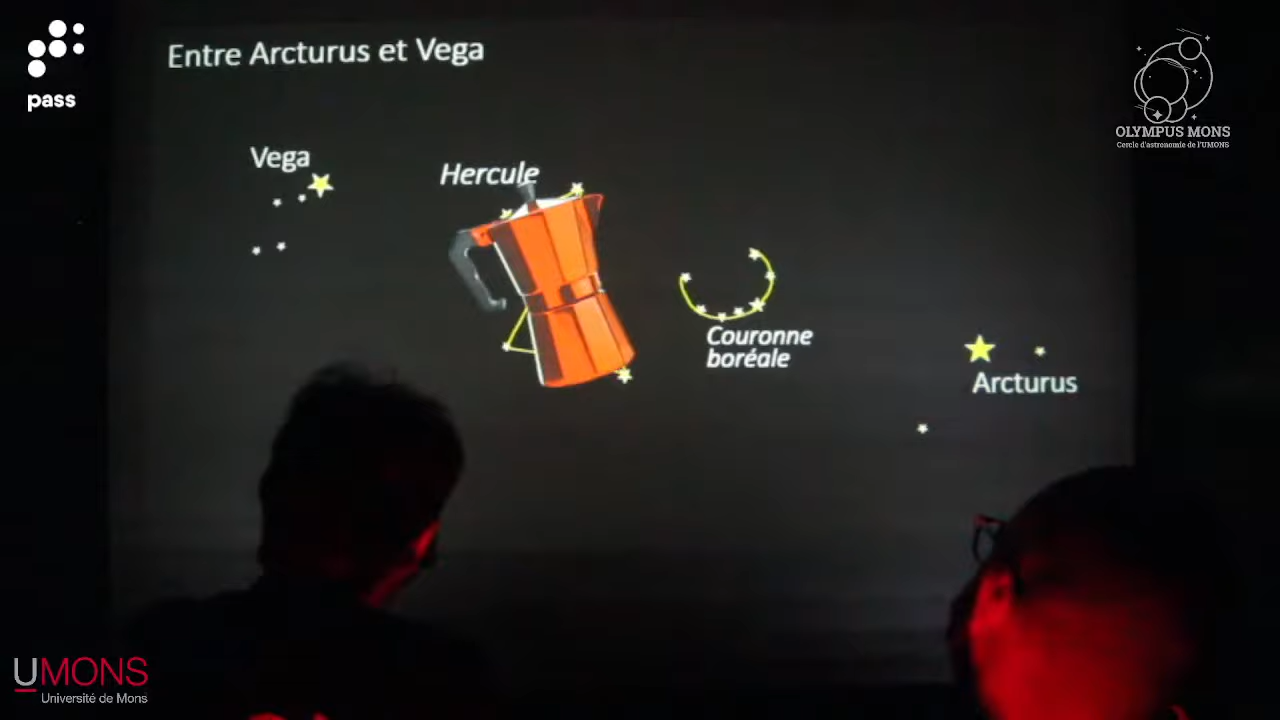 pass
Entre Arcturus et Vega
OLYMPUS MONS
Cercle d'astronomie de l'UMONS
Vega
Hercule
Couronne
boréale
Arcturus
UMONS
Université de Mons